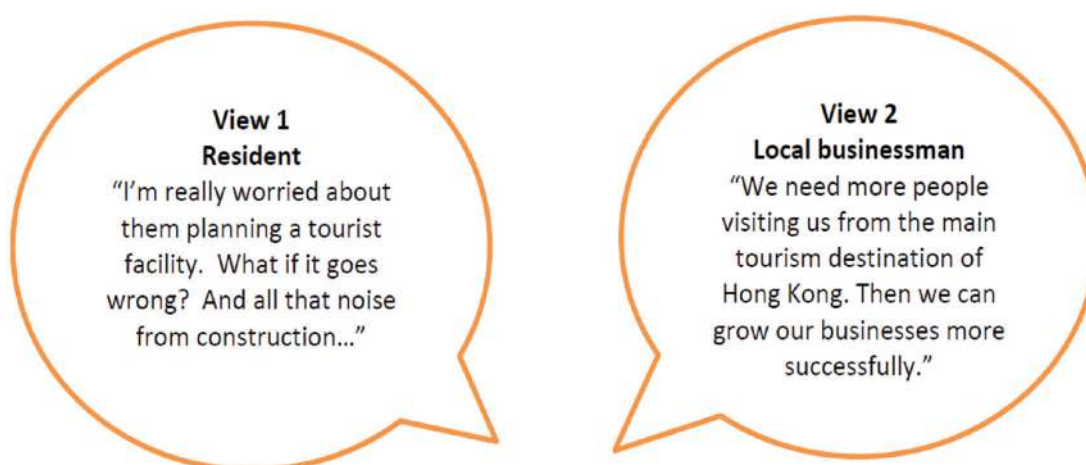 View 1
Resident
“I’m really worried about
them planning a tourist
facility.  What if it goes
wrong?  And all that noise
from construction…”
View 2
Local businessman
“We need more people
visiting us from the main
tourism destination of
Hong Kong. Then we can
grow our businesses more
successfully.”